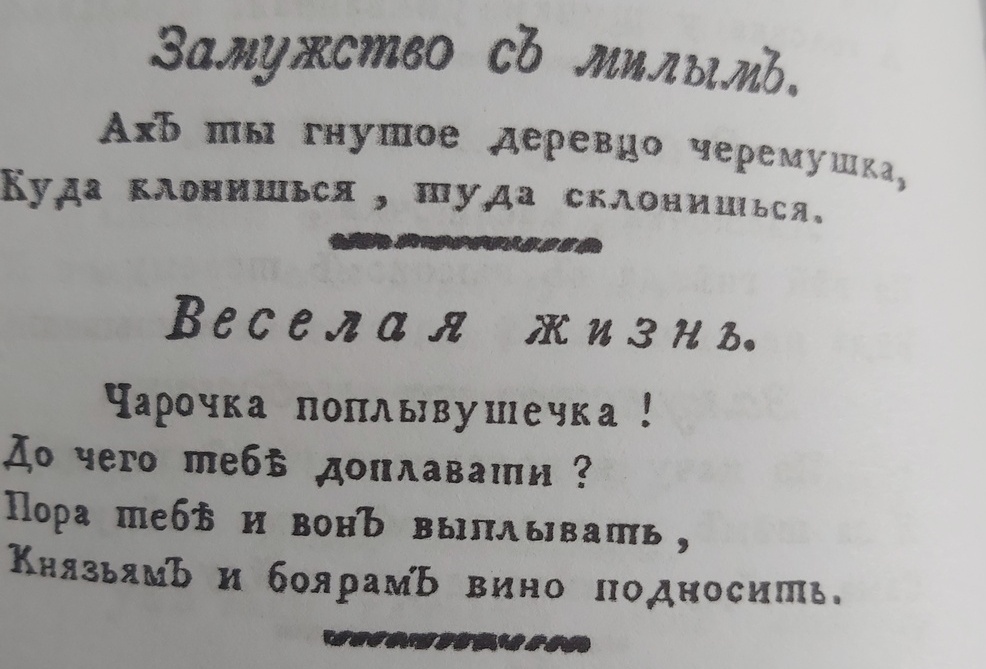 Замужство съ милымъ.
Ахъ ты гнутое деревцо черемушка,
Куда клонишься, туда склонишься.
Веселая жизнь.
Чарочка поплывушечка!
До чего тебѣ доплавати?
Пора тебѣ и вонъ выплывать,
Князьямъ и боярамъ вино подносить.